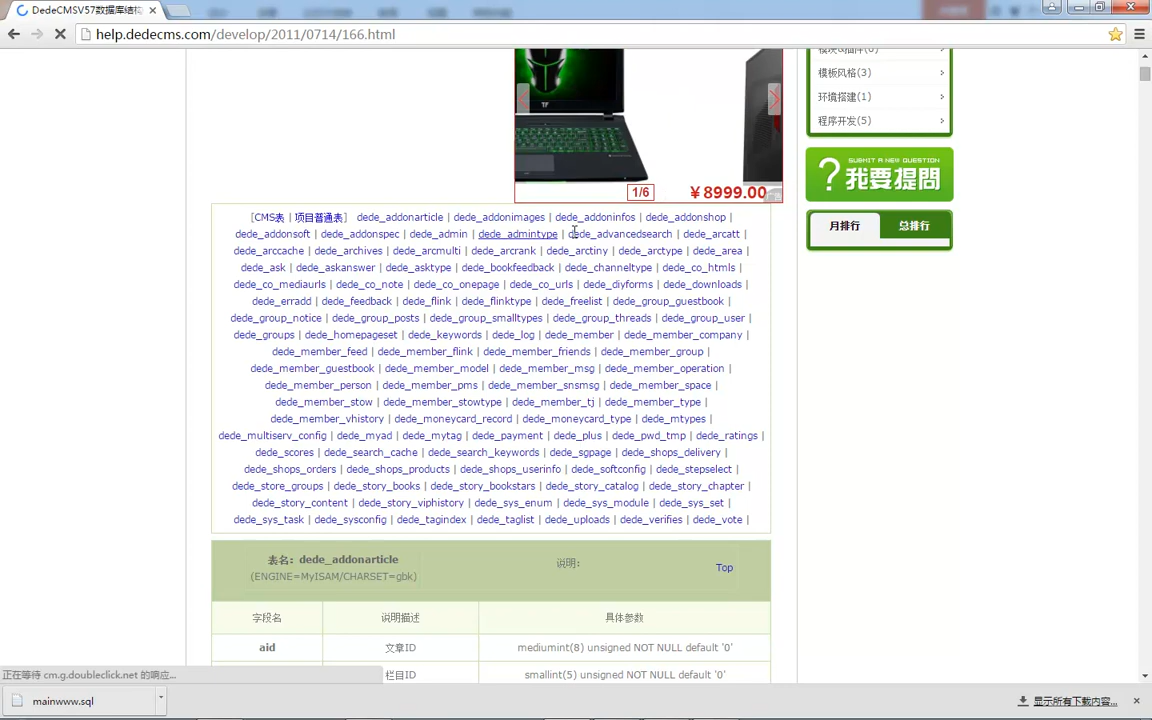 DedeCMSV57数据库结构
help.dedecms.com/develop/2011/0714/166.html
模块&插件(6)
模板风格(3)
环境搭建(1)
程序开发(5)
TF
1/6
￥8999.00
SUBMIT A NEW QUESTION
? 我要提問
月排行 总排行
[CMS表 | 项目普通表] dede_addonarticle | dede_addonimages | dede_addoninfos | dede_addonshop |
dede_addonsoft | dede_addonspec | dede_admin | dede_admintype | dede_advancedsearch | dede_arcatt |
dede_arccache | dede_archives | dede_arcmulti | dede_arcrank | dede_arctiny | dede_arctype | dede_area |
dede_ask | dede_askanswer | dede_asktype | dede_bookfeedback | dede_channeltype | dede_co_htmls |
dede_co_mediaurls | dede_co_note | dede_co_onepage | dede_co_urls | dede_diyforms | dede_downloads |
dede_erradd | dede_feedback | dede_flink | dede_flinktype | dede_freelist | dede_group_guestbook |
dede_group_notice | dede_group_posts | dede_group_smalltypes | dede_group_threads | dede_group_user |
dede_groups | dede_homepageset | dede_keywords | dede_log | dede_member | dede_member_company |
dede_member_feed | dede_member_flink | dede_member_friends | dede_member_group |
dede_member_guestbook | dede_member_model | dede_member_msg | dede_member_operation |
dede_member_person | dede_member_pms | dede_member_snsmsg | dede_member_space |
dede_member_stow | dede_member_stowtype | dede_member_tj | dede_member_type |
dede_member_vhistory | dede_moneycard_record | dede_moneycard_type | dede_mtypes |
dede_multiserv_config | dede_myad | dede_mytag | dede_payment | dede_plus | dede_pwd_tmp | dede_ratings |
dede_scores | dede_search_cache | dede_search_keywords | dede_sgpage | dede_shops_delivery |
dede_shops_orders | dede_shops_products | dede_shops_userinfo | dede_softconfig | dede_stepselect |
dede_store_groups | dede_story_books | dede_story_bookstars | dede_story_catalog | dede_story_chapter |
dede_story_content | dede_story_viphistory | dede_sys_enum | dede_sys_module | dede_sys_set |
dede_sys_task | dede_sysconfig | dede_tagindex | dede_taglist | dede_uploads | dede_verifies | dede_vote |
表名：dede_addonarticle 说明: Top
(ENGINE=MyISAM/CHARSET=gbk)
字段名 说明描述 具体参数
aid 文章ID mediumint(8) unsigned NOT NULL default '0'
栏目ID smallint(5) unsigned NOT NULL default '0'
正在等待 cm.g.doubleclick.net 的响应...
mainwww.sql 显示所有下载内容...